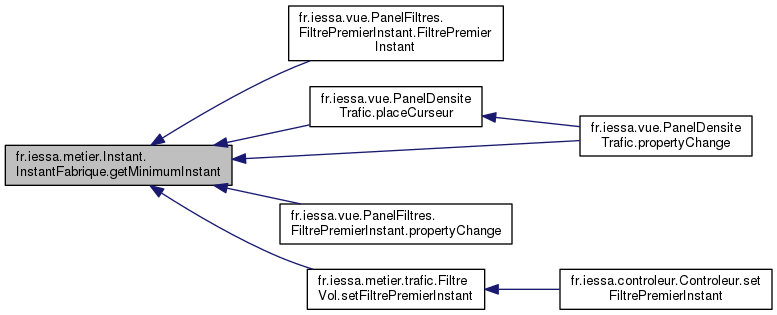 fr.iessa.vue.PanelFiltres.
FiltrePremierInstant.FiltrePremier
Instant
fr.iessa.vue.PanelDensite
Trafic.placeCurseur
fr.iessa.vue.PanelDensite
Trafic.propertyChange
fr.iessa.metier.Instant.
InstantFabrique.getMinimumInstant
fr.iessa.vue.PanelFiltres.
FiltrePremierInstant.propertyChange
fr.iessa.metier.trafic.Filtre
Vol.setFiltrePremierInstant
fr.iessa.controleur.Controleur.set
FiltrePremierInstant